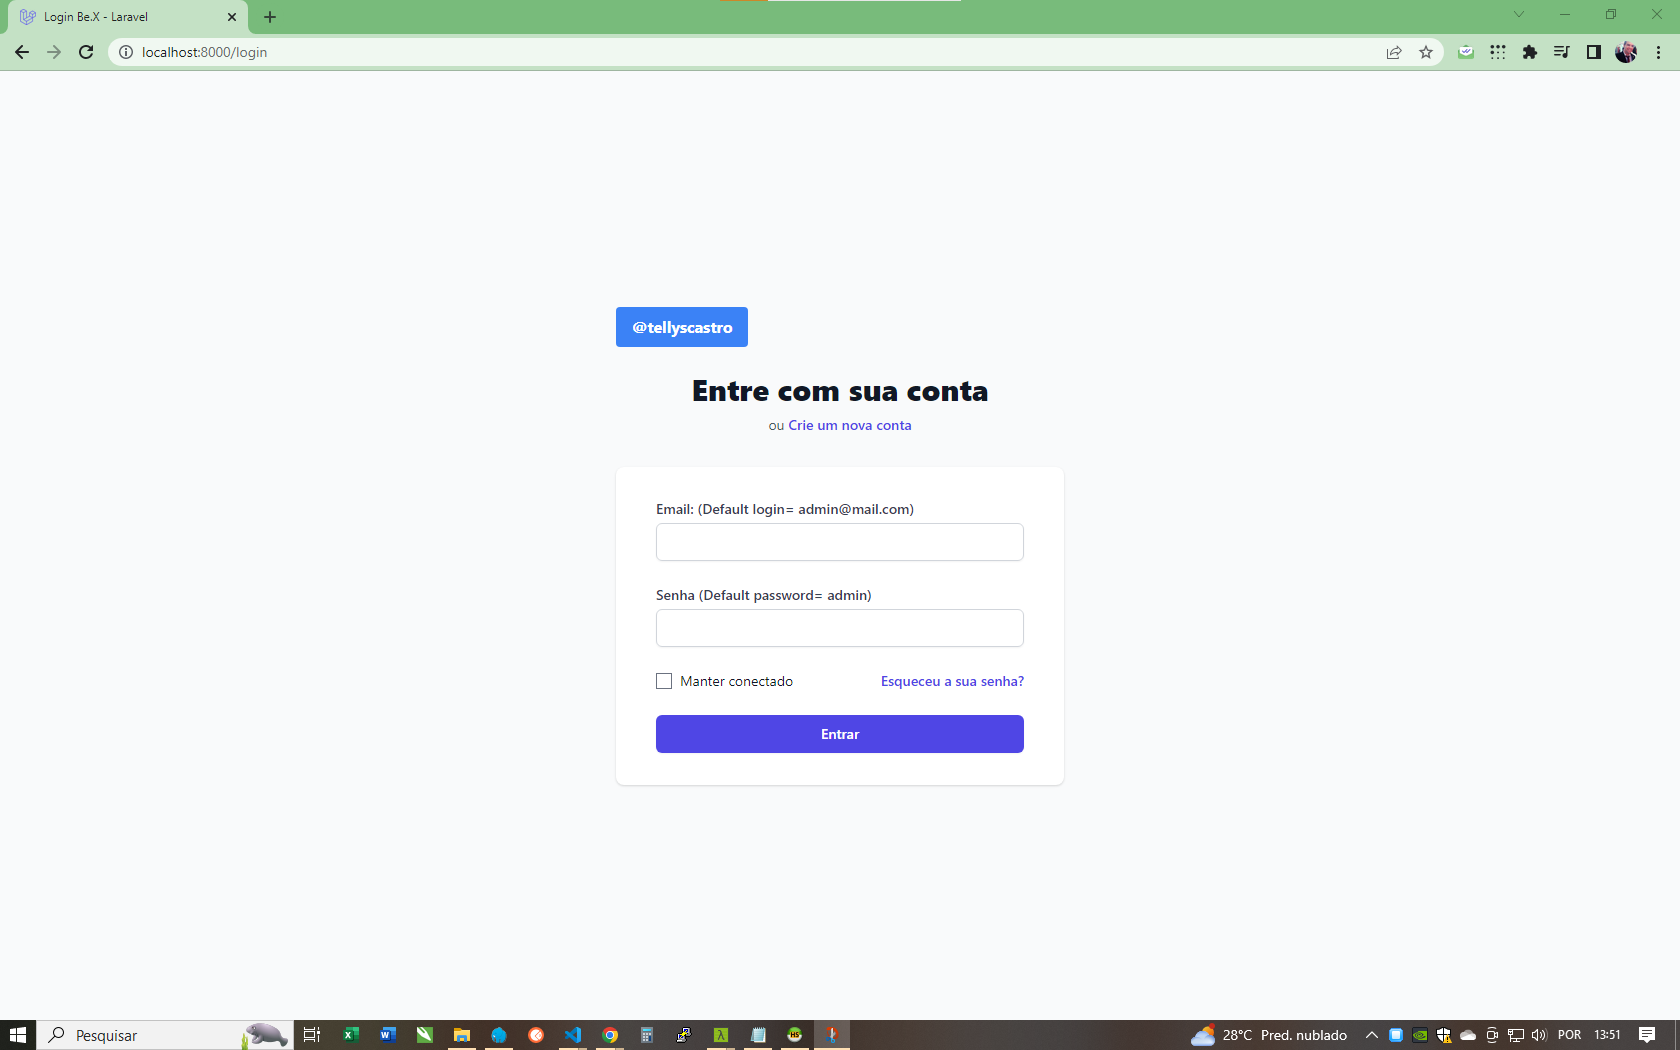 Login Be.X - Laravel
localhost:8000/login
@tellyscastro
Entre com sua conta
ou Crie um nova conta
Email: (Default login= admin@mail.com)
Senha (Default password= admin)
Manter conectado
Esqueceu a sua senha?
Entrar
Pesquisar
HS
28°C Pred. nublado
POR
13:51